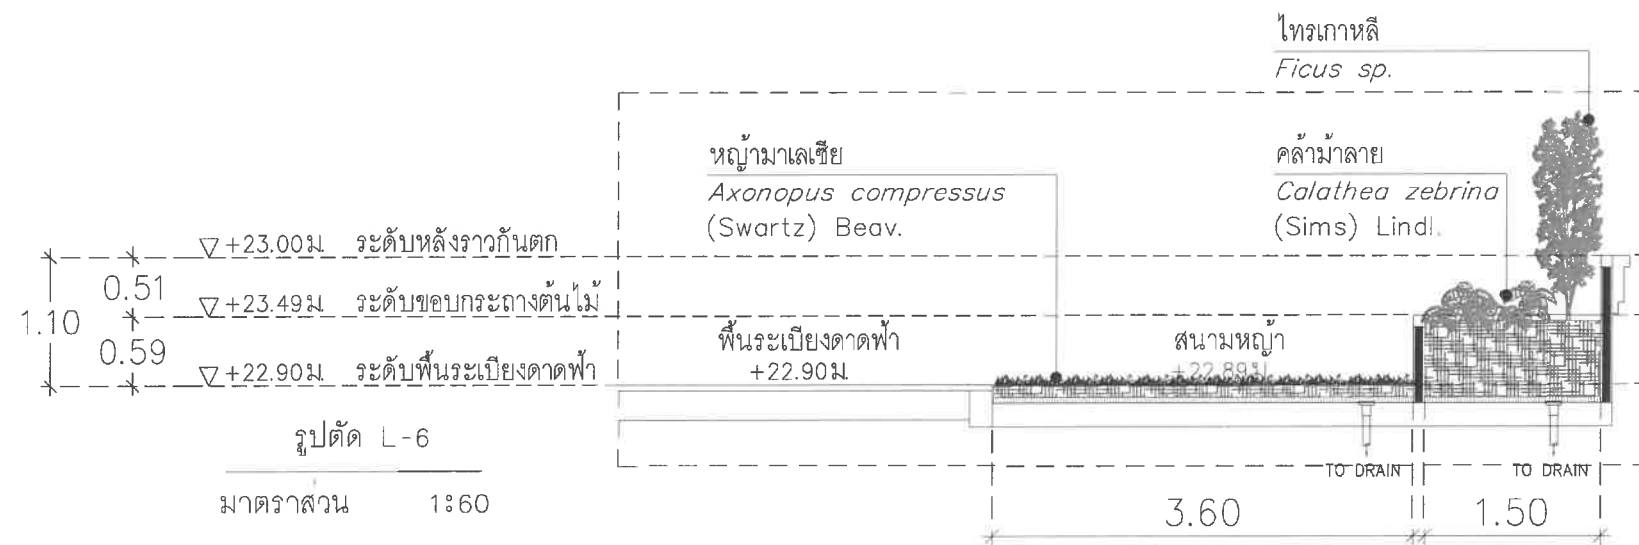 ไทรเกาหลี
Ficus sp.
หญ้ามาเลเซีย
Axonopus compressus
(Swartz) Beav.
คล้าม้าลาย
Calathea zebrina
(Sims) Lindl.
+23.00ม. ระดับหลังราวกันตก
0.51
+23.49ม. ระดับขอบกระถางต้นไม้
1.10
0.59
+22.90ม. ระดับพื้นระเบียงดาดฟ้า
พื้นระเบียงดาดฟ้า
+22.90ม.
สนามหญ้า
+22.89ม.
รูปตัด L-6
มาตราส่วน 1:60
TO DRAIN
TO DRAIN
3.60
1.50